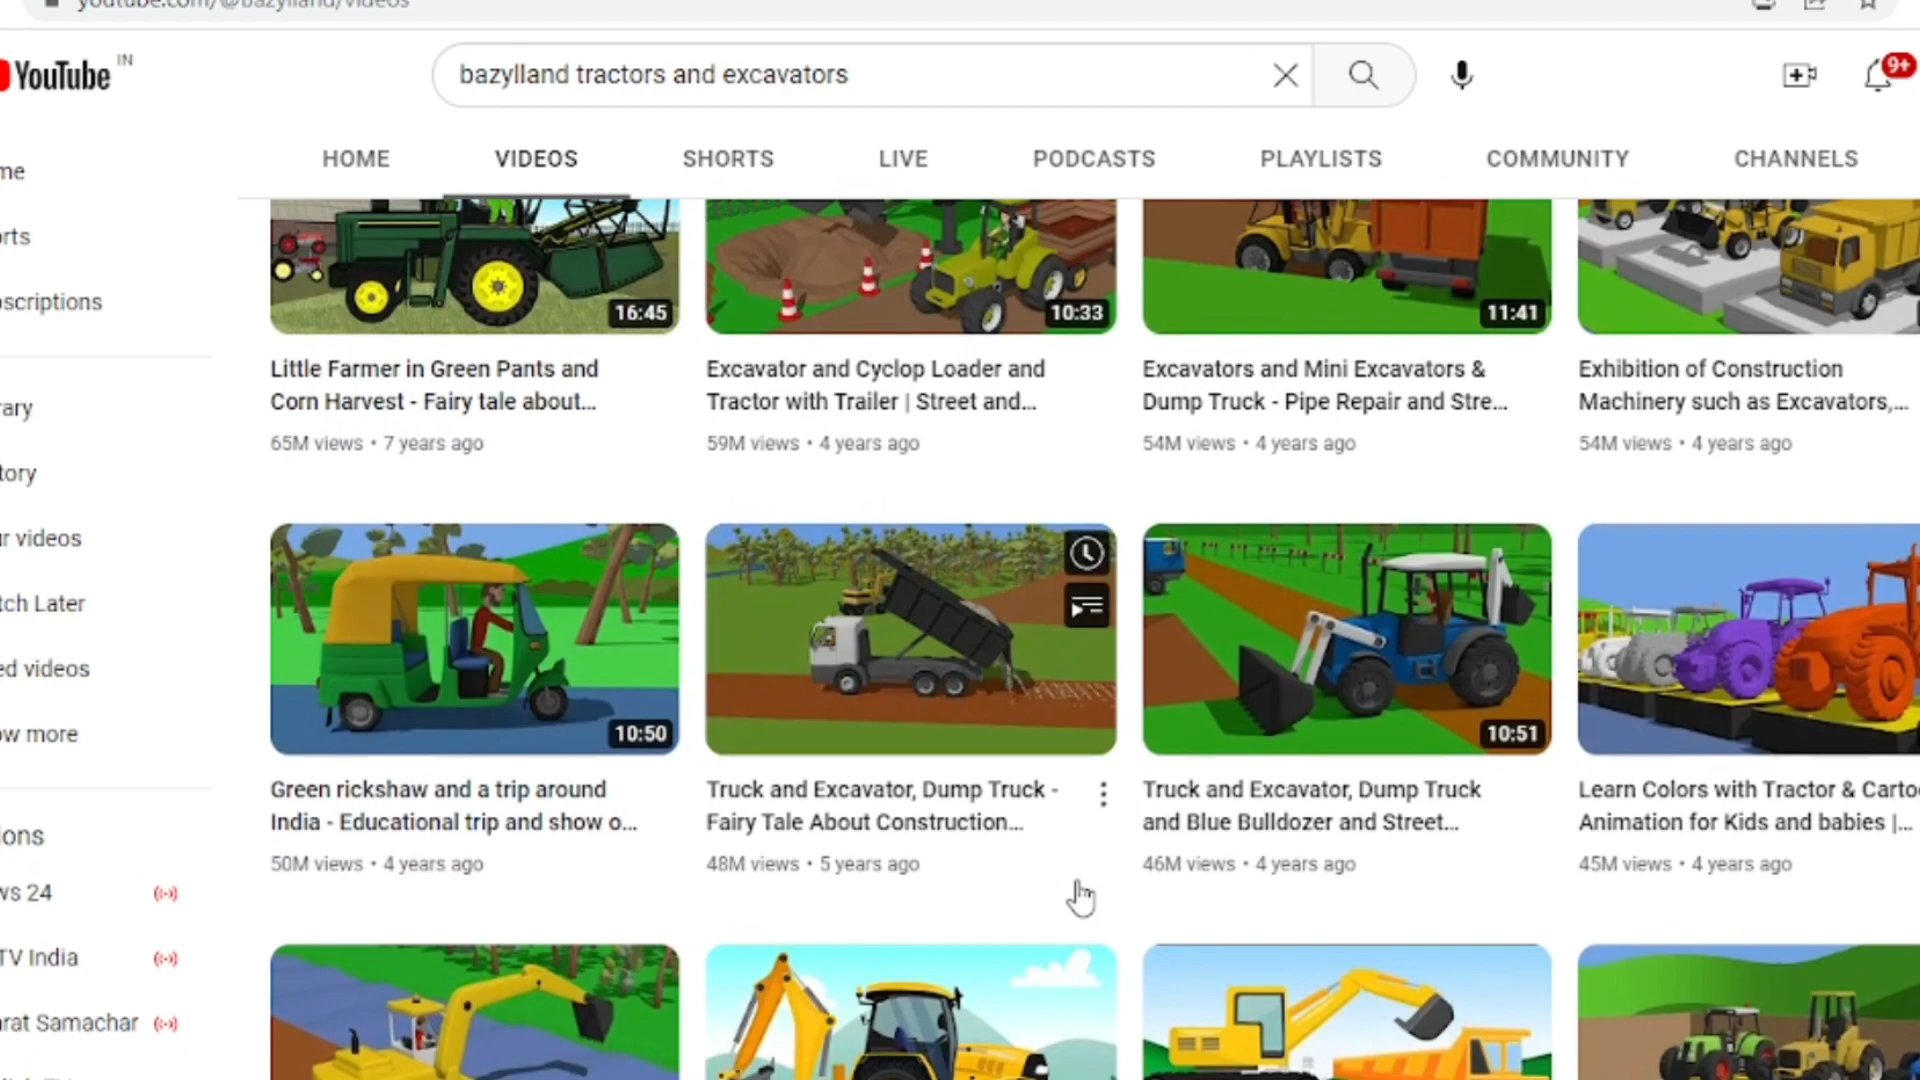 YouTube IN
bazylland tractors and excavators
9+
HOME VIDEOS SHORTS LIVE PODCASTS PLAYLISTS COMMUNITY CHANNELS
16:45
10:33
11:41
Little Farmer in Green Pants and
Corn Harvest - Fairy tale about...
65M views • 7 years ago
Excavator and Cyclop Loader and
Tractor with Trailer | Street and...
59M views • 4 years ago
Excavators and Mini Excavators &
Dump Truck - Pipe Repair and Stre...
54M views • 4 years ago
Exhibition of Construction
Machinery such as Excavators,...
54M views • 4 years ago
10:50
10:51
Green rickshaw and a trip around
India - Educational trip and show o...
50M views • 4 years ago
Truck and Excavator, Dump Truck -
Fairy Tale About Construction...
48M views • 5 years ago
Truck and Excavator, Dump Truck
and Blue Bulldozer and Street...
46M views • 4 years ago
Learn Colors with Tractor & Carto
Animation for Kids and babies |...
45M views • 4 years ago
me
rts
scriptions
rary
tory
r videos
tch Later
ed videos
ow more
ions
ws 24
TV India
rat Samachar